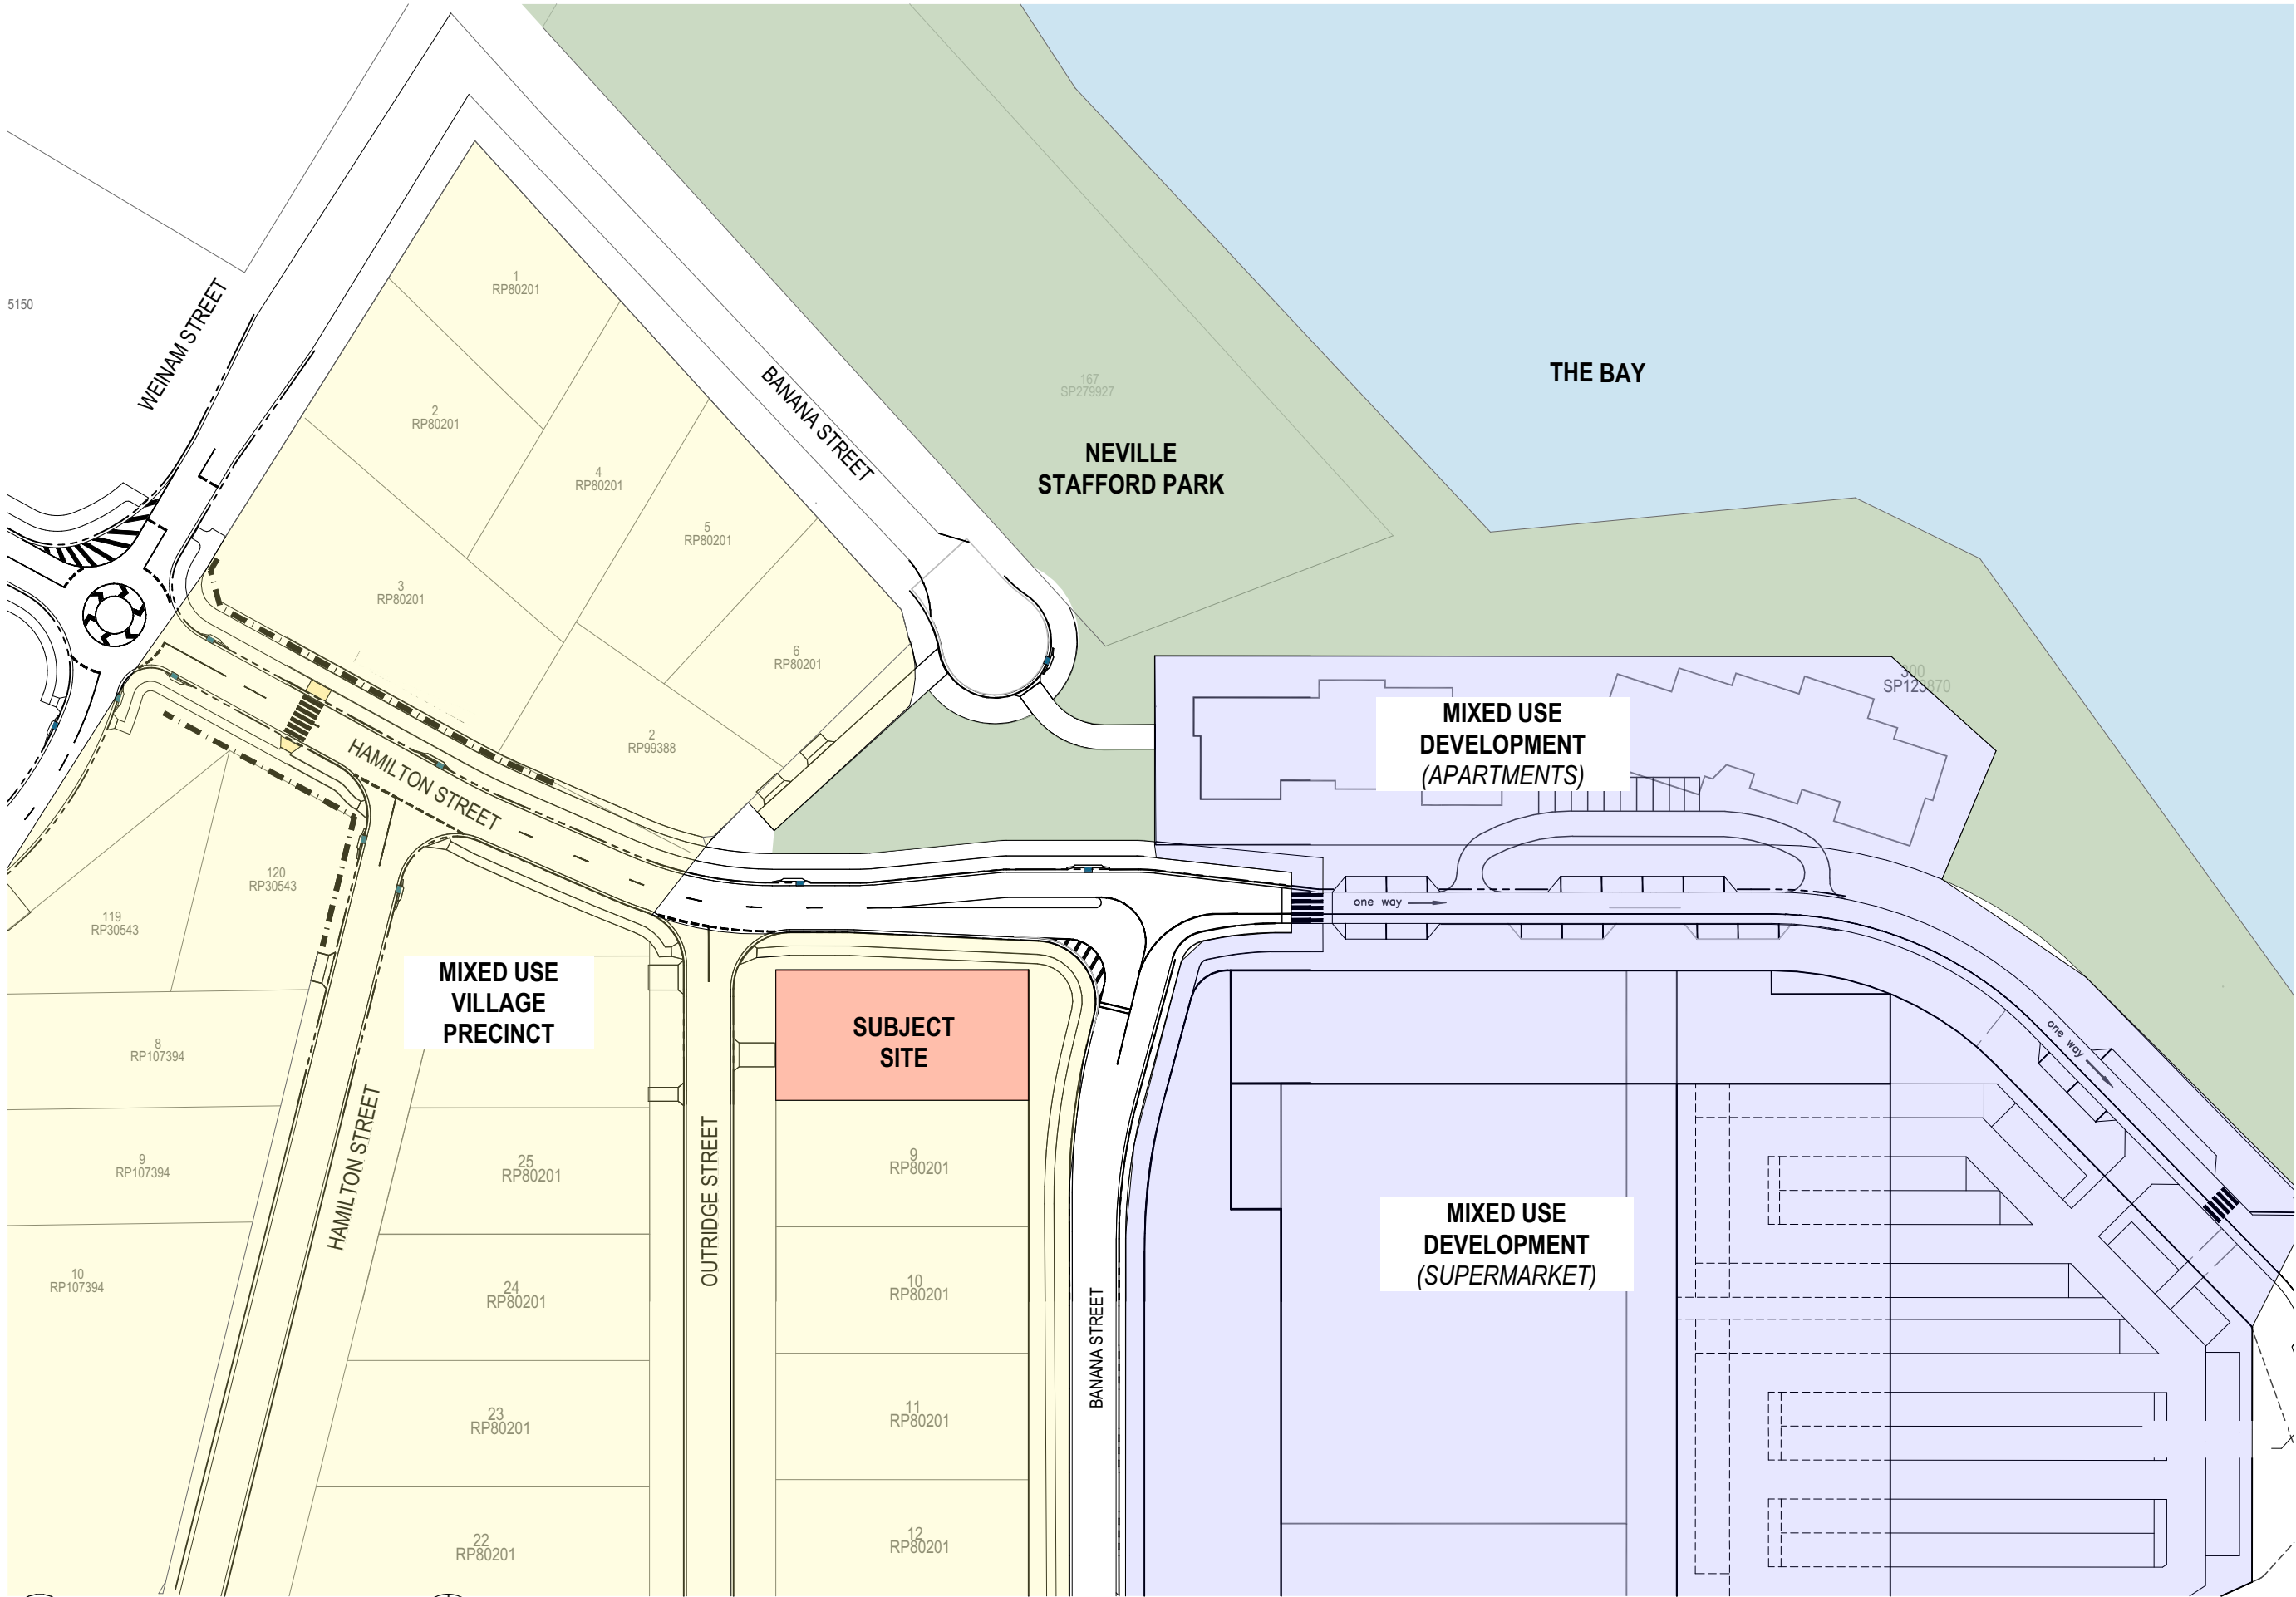 1
RP80201
5150
WEINAM STREET
BANANA STREET
THE BAY
167
SP279927
2
RP80201
NEVILLE
STAFFORD PARK
4
RP80201
5
RP80201
3
RP80201
6
RP80201
300
SP123870
2
RP99388
MIXED USE
DEVELOPMENT
(APARTMENTS)
HAMILTON STREET
120
RP30543
119
RP30543
one way
MIXED USE
VILLAGE
PRECINCT
SUBJECT
SITE
one way
8
RP107394
HAMILTON STREET
OUTRIDGE STREET
9
RP107394
25
RP80201
9
RP80201
MIXED USE
DEVELOPMENT
(SUPERMARKET)
10
RP107394
24
RP80201
10
RP80201
BANANA STREET
23
RP80201
11
RP80201
22
RP80201
12
RP80201